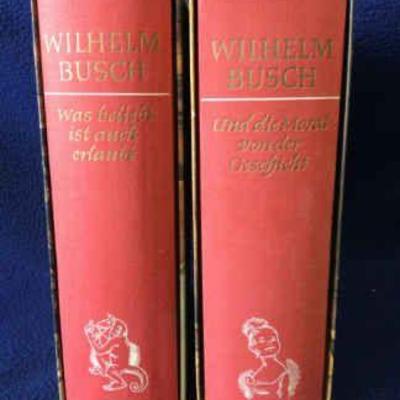 WILHELM
BUSCH
Was beliebt
ist auch
erlaubt
WILHELM
BUSCH
Und die Moral
von der
Geschicht